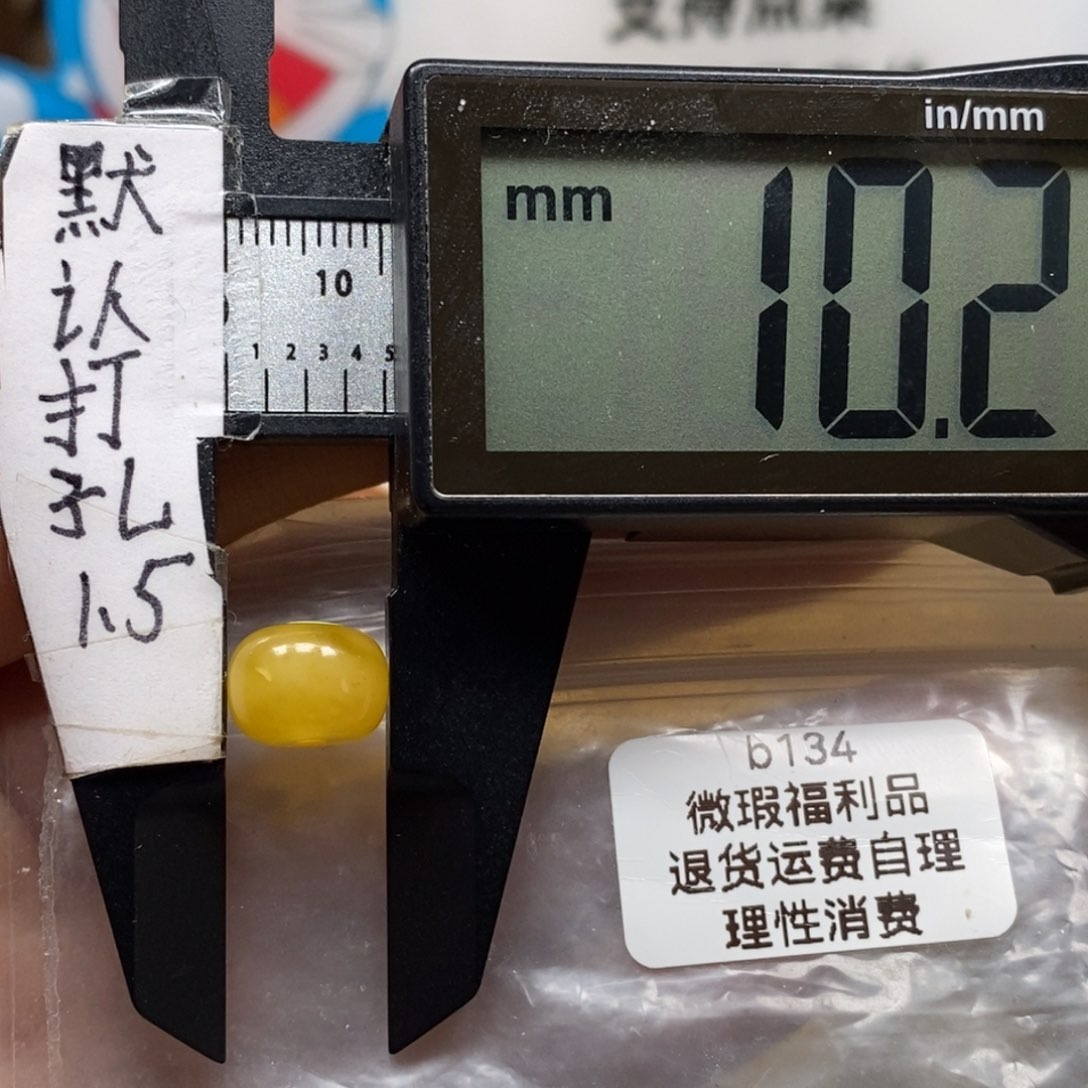 in/mm
mm
10.2
10
1 2 3 4 5
默
认
打
孔
1.5
b134
微瑕福利品
退货运费自理
理性消费